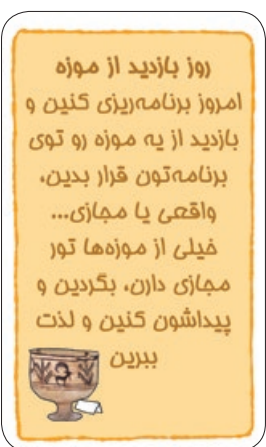 روز بازدید از موزه
امروز برنامه‌ریزی کنین و
بازدید از یه موزه رو توی
برنامه‌تون قرار بدین،
واقعی یا مجازی...
خیلی از موزه‌ها تور
مجازی دارن، بگردین و
پیداشون کنین و لذت
ببرین